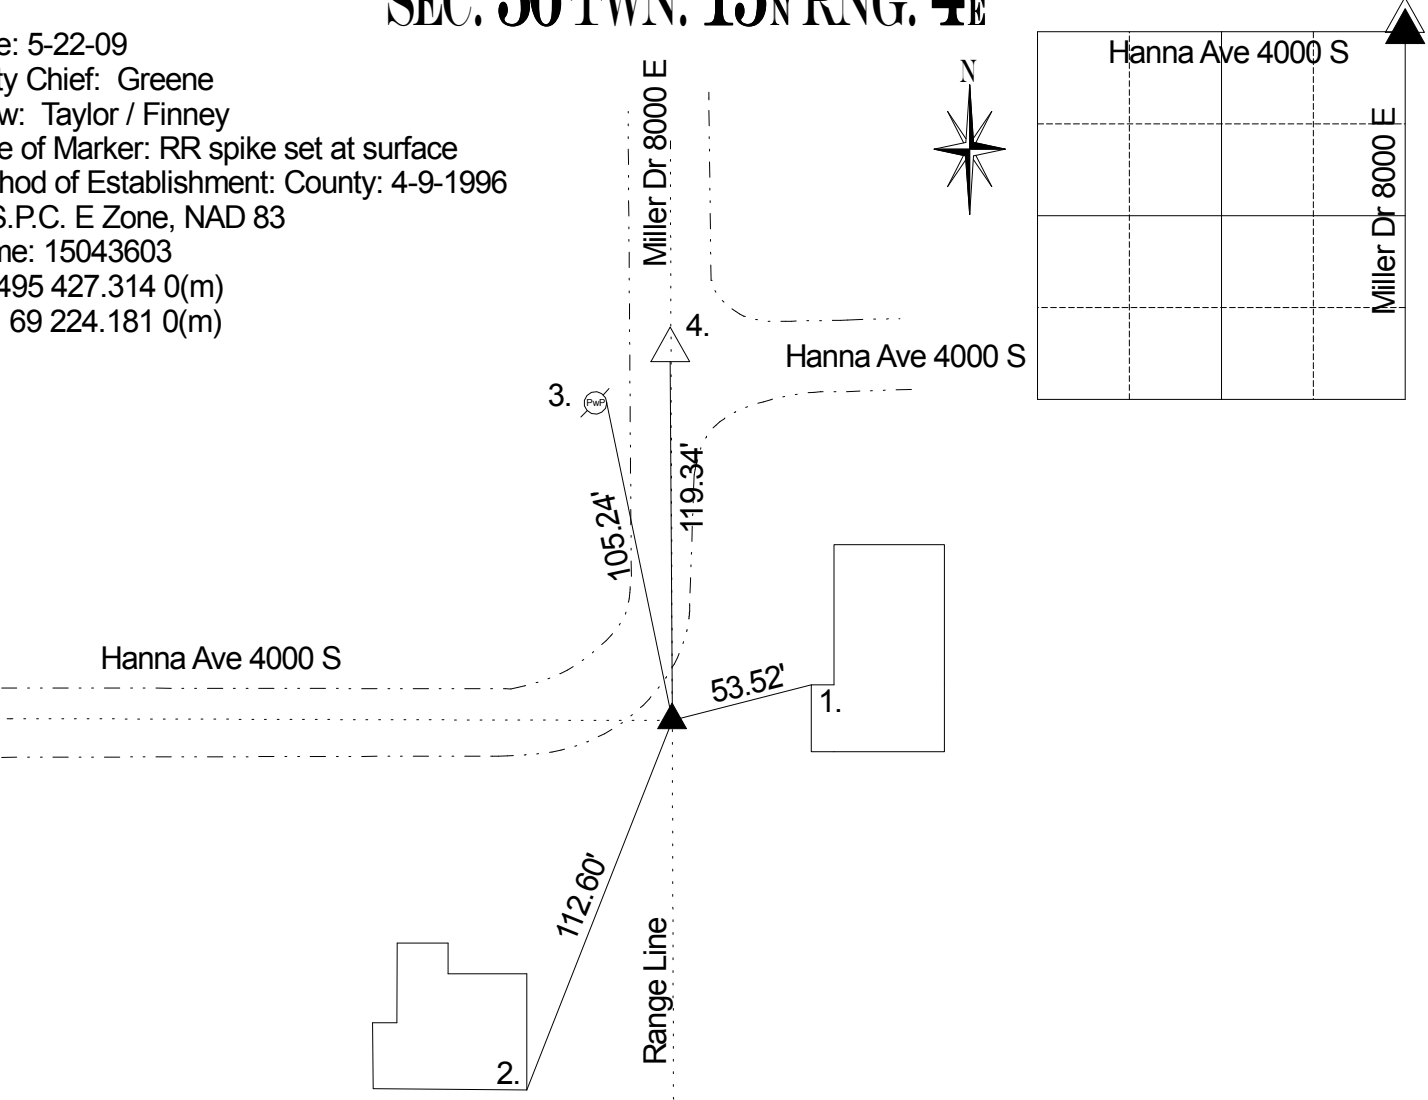 SEC. 36 TWN. 15N RNG. 4E
e: 5-22-09
ty Chief: Greene
w: Taylor / Finney
e of Marker: RR spike set at surface
hod of Establishment: County: 4-9-1996
S.P.C. E Zone, NAD 83
me: 15043603
495 427.314 0(m)
69 224.181 0(m)
Miller Dr 8000 E
N
Hanna Ave 4000 S
Miller Dr 8000 E
4.
Hanna Ave 4000 S
3.
PwP
119.34'
105.24'
Hanna Ave 4000 S
53.52'
1.
112.60'
Range Line
2.